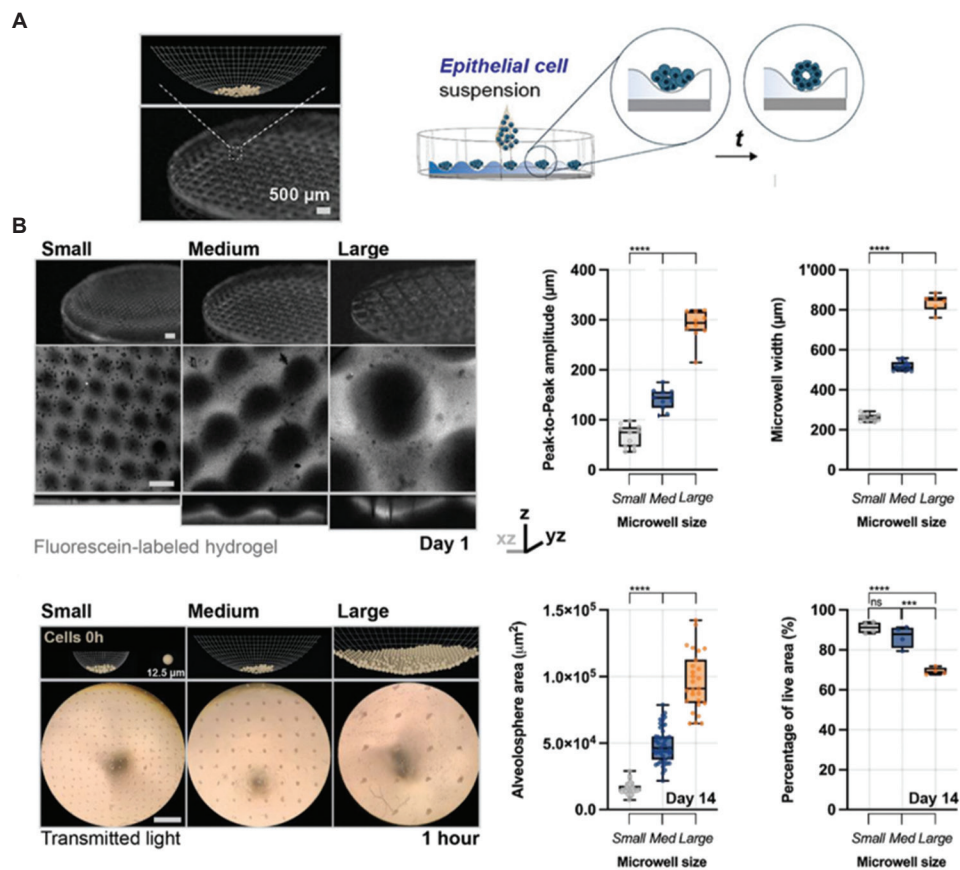 A
500 µm
Epithelial cell
suspension
t
B
Small Medium Large
Fluorescein-labeled hydrogel
Day 1
z
xz
yz
****
Peak-to-Peak amplitude (µm)
400
300
200
100
0
Small Med Large
Microwell size
****
Microwell width (µm)
1'000
800
600
400
200
0
Small Med Large
Microwell size
Small Medium Large
Cells 0h
12.5 µm
Transmitted light
1 hour
****
Alveolosphere area (µm²)
1.5×10⁵
1.0×10⁵
5.0×10⁴
0.0
Day 14
Small Med Large
Microwell size
****
ns
***
Percentage of live area (%)
100
80
60
40
20
0
Day 14
Small Med Large
Microwell size